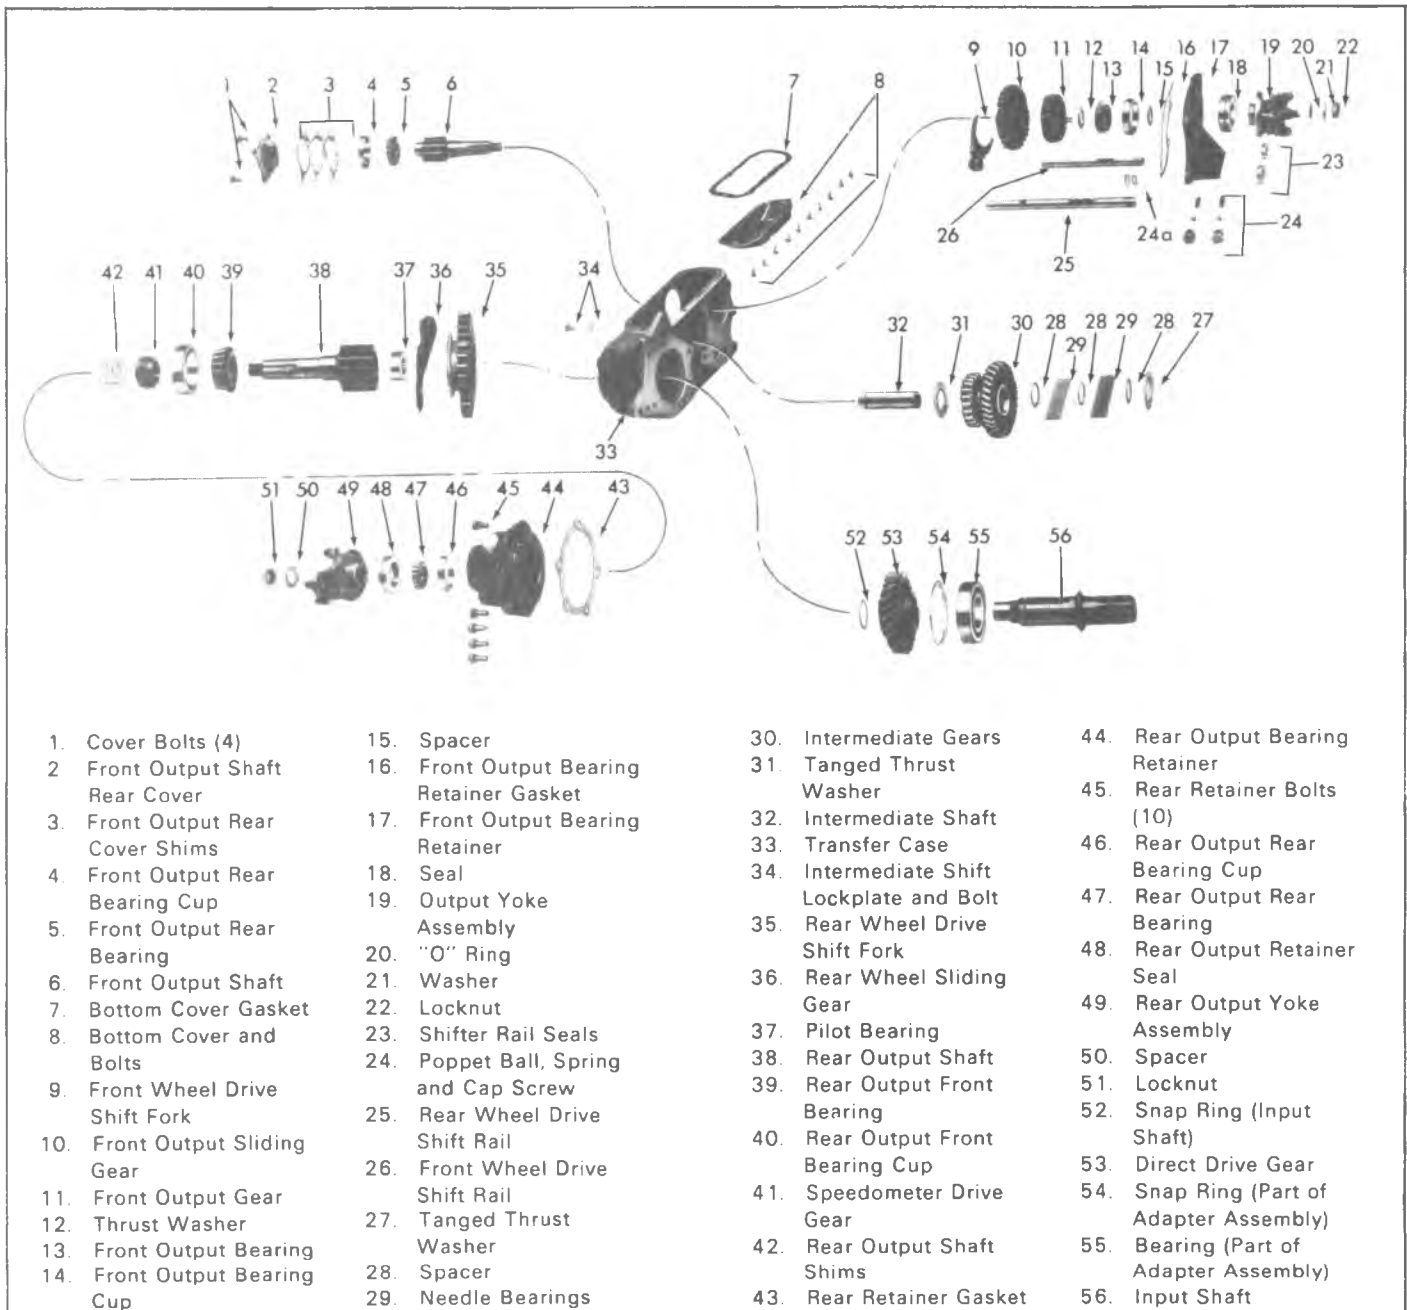 1 2 3 4 5 6
7 8
9 10 11 12 13 14 15 16 17 18 19 20 21 22
23
24
24a
25
26
42 41 40 39 38 37 36 35 34
33
32 31 30 28 29 28 29 28 27
51 50 49 48 47 46 45 44 43
52 53 54 55 56
1. Cover Bolts (4)
2 Front Output Shaft
Rear Cover
3. Front Output Rear
Cover Shims
4. Front Output Rear
Bearing Cup
5. Front Output Rear
Bearing
6. Front Output Shaft
7. Bottom Cover Gasket
8. Bottom Cover and
Bolts
9. Front Wheel Drive
Shift Fork
10. Front Output Sliding
Gear
11. Front Output Gear
12. Thrust Washer
13. Front Output Bearing
14. Front Output Bearing
Cup
15. Spacer
16. Front Output Bearing
Retainer Gasket
17. Front Output Bearing
Retainer
18. Seal
19. Output Yoke
Assembly
20. "O" Ring
21. Washer
22. Locknut
23. Shifter Rail Seals
24. Poppet Ball, Spring
and Cap Screw
25. Rear Wheel Drive
Shift Rail
26. Front Wheel Drive
Shift Rail
27. Tanged Thrust
Washer
28. Spacer
29. Needle Bearings
30. Intermediate Gears
31. Tanged Thrust
Washer
32. Intermediate Shaft
33. Transfer Case
34. Intermediate Shift
Lockplate and Bolt
35. Rear Wheel Drive
Shift Fork
36. Rear Wheel Sliding
Gear
37. Pilot Bearing
38. Rear Output Shaft
39. Rear Output Front
Bearing
40. Rear Output Front
Bearing Cup
41. Speedometer Drive
Gear
42. Rear Output Shaft
Shims
43. Rear Retainer Gasket
44. Rear Output Bearing
Retainer
45. Rear Retainer Bolts
(10)
46. Rear Output Rear
Bearing Cup
47. Rear Output Rear
Bearing
48. Rear Output Retainer
Seal
49. Rear Output Yoke
Assembly
50. Spacer
51. Locknut
52. Snap Ring (Input
Shaft)
53. Direct Drive Gear
54. Snap Ring (Part of
Adapter Assembly)
55. Bearing (Part of
Adapter Assembly)
56. Input Shaft